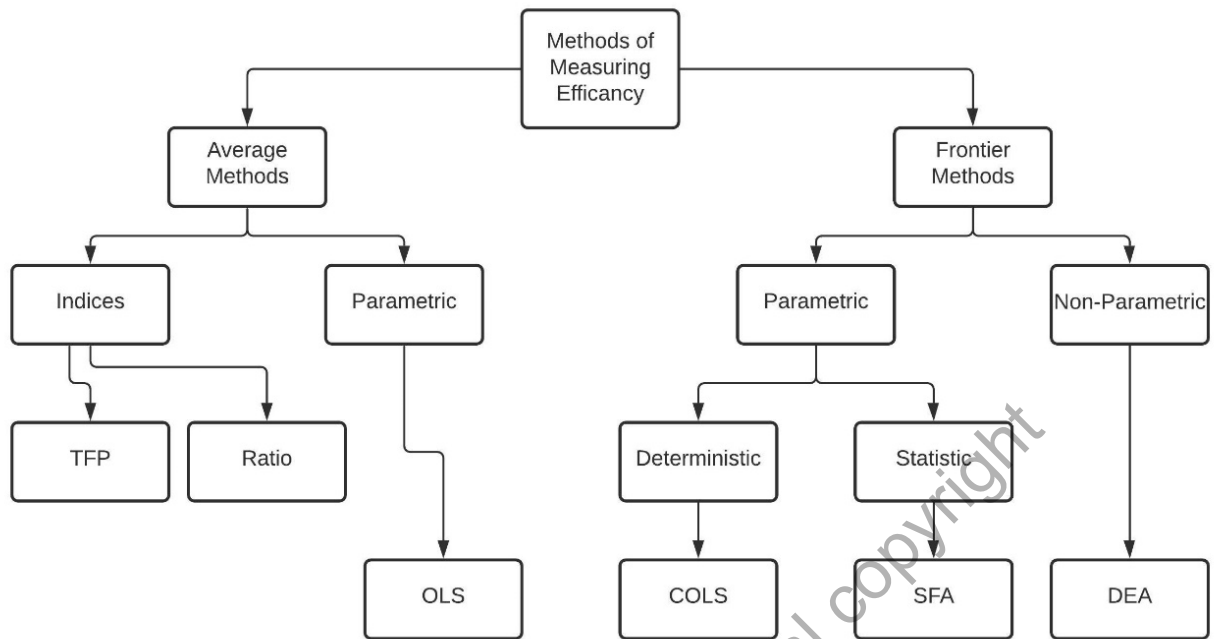 Methods of
Measuring
Efficancy
Average
Methods
Frontier
Methods
Indices
Parametric
Parametric
Non-Parametric
TFP
Ratio
Deterministic
Statistic
OLS
COLS
SFA
DEA
copyright